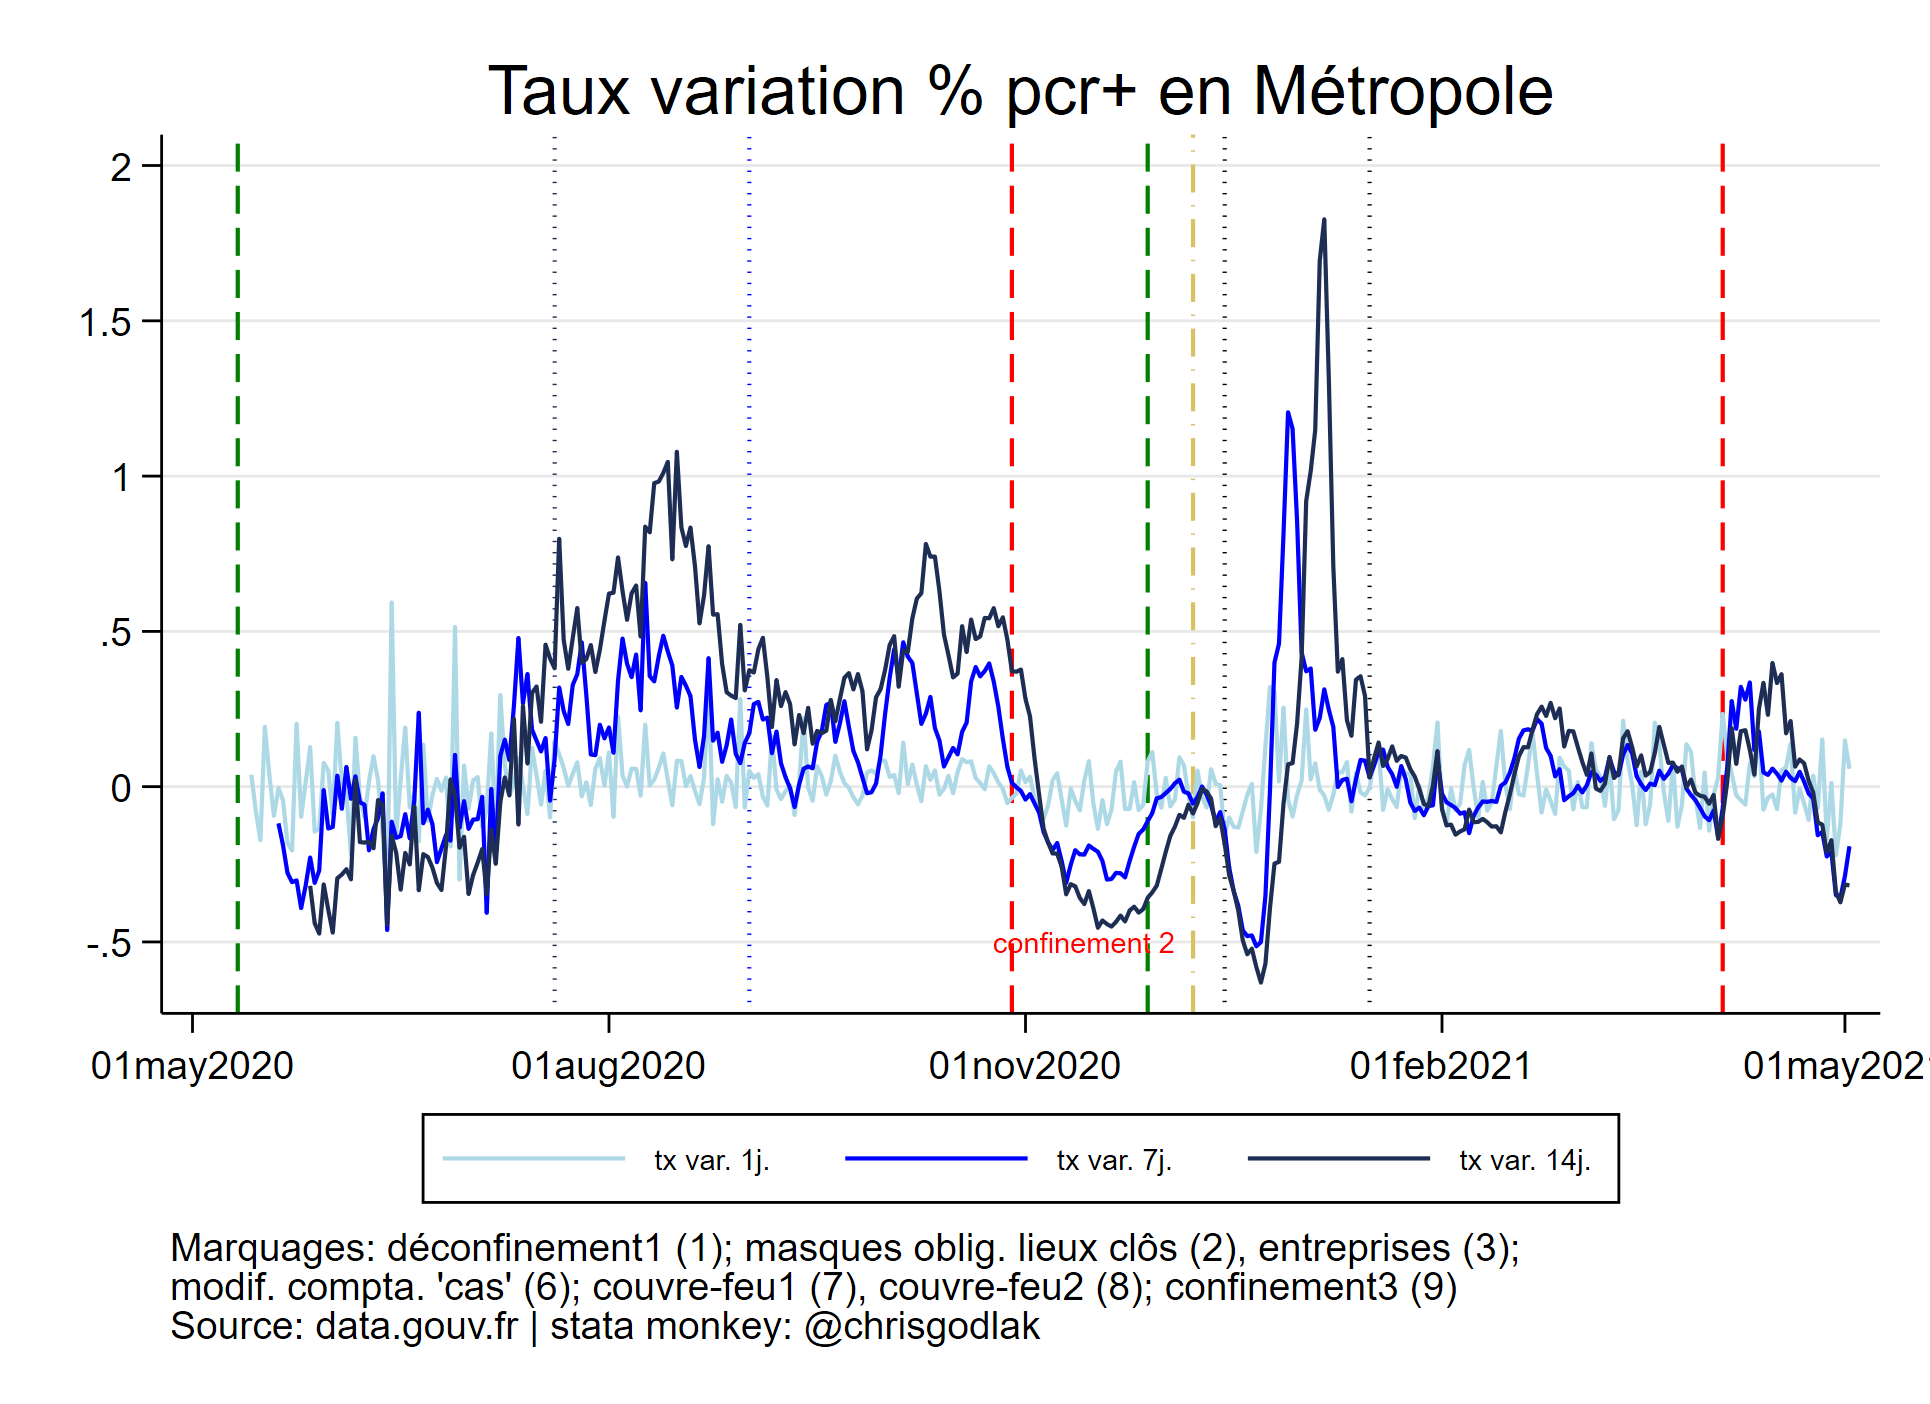 Taux variation % pcr+ en Métropole
2
1.5
1
.5
0
-.5
confinement 2
01may2020 01aug2020 01nov2020 01feb2021 01may2021
tx var. 1j. tx var. 7j. tx var. 14j.
Marquages: déconfinement1 (1); masques oblig. lieux clôs (2), entreprises (3);
modif. compta. 'cas' (6); couvre-feu1 (7), couvre-feu2 (8); confinement3 (9)
Source: data.gouv.fr | stata monkey: @chrisgodlak